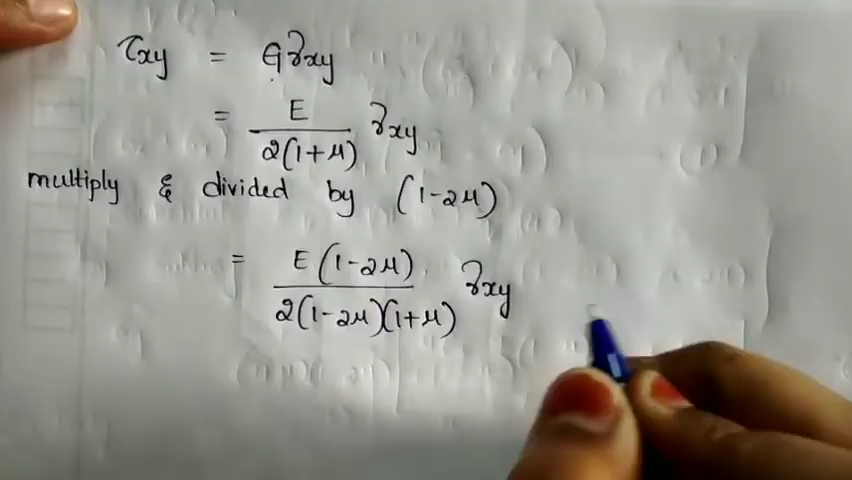 τxy = Gγxy
= E / 2(1+μ) γxy
multiply & divided by (1-2μ)
= E(1-2μ) / 2(1-2μ)(1+μ) γxy